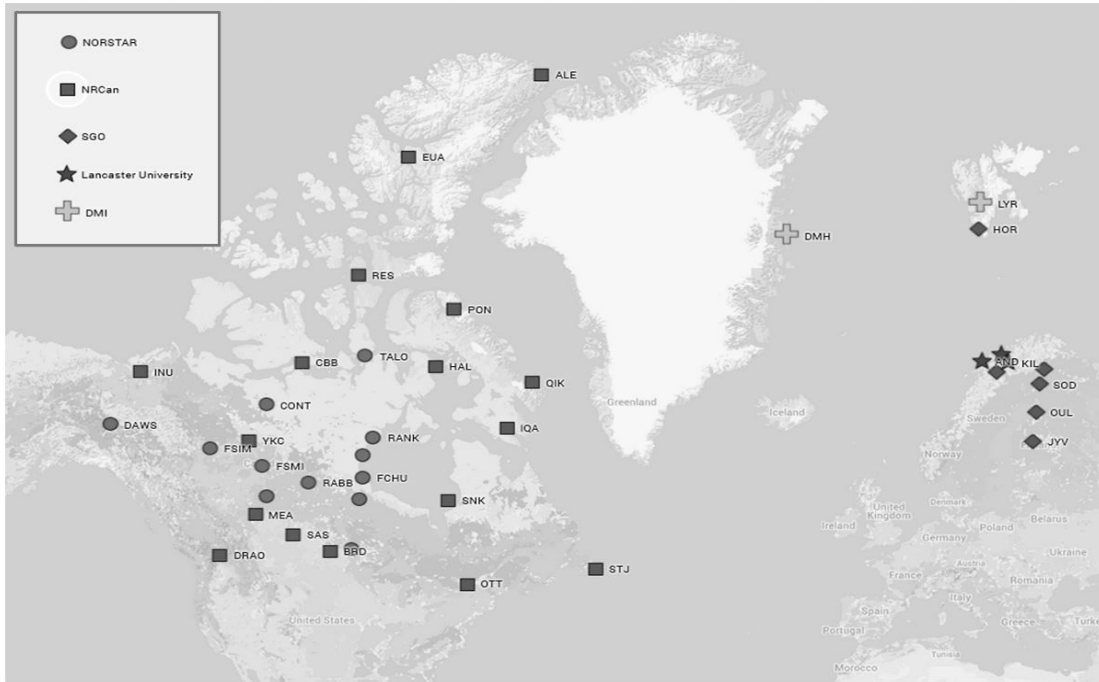 NORSTAR
NRCan
SGO
Lancaster University
DMI
ALE
EUA
LYR
HOR
DMH
RES
PON
TALO
CBB
HAL
INU
QIK
AND KIL
SOD
CONT
Greenland
Iceland
OUL
DAWS
IQA
Sweden
YKC
RANK
JYV
FSIM
Norway
FSMI
FCHU
RABB
SNK
MEA
United
Kingdom
Denmark
Ireland
Poland
Belarus
SAS
Germany
BRD
DRAO
Ukraine
STJ
Austria
France
OTT
Romania
Italy
Spain
United States
Greece
Turke
Portugal
Tunisia
Morocco